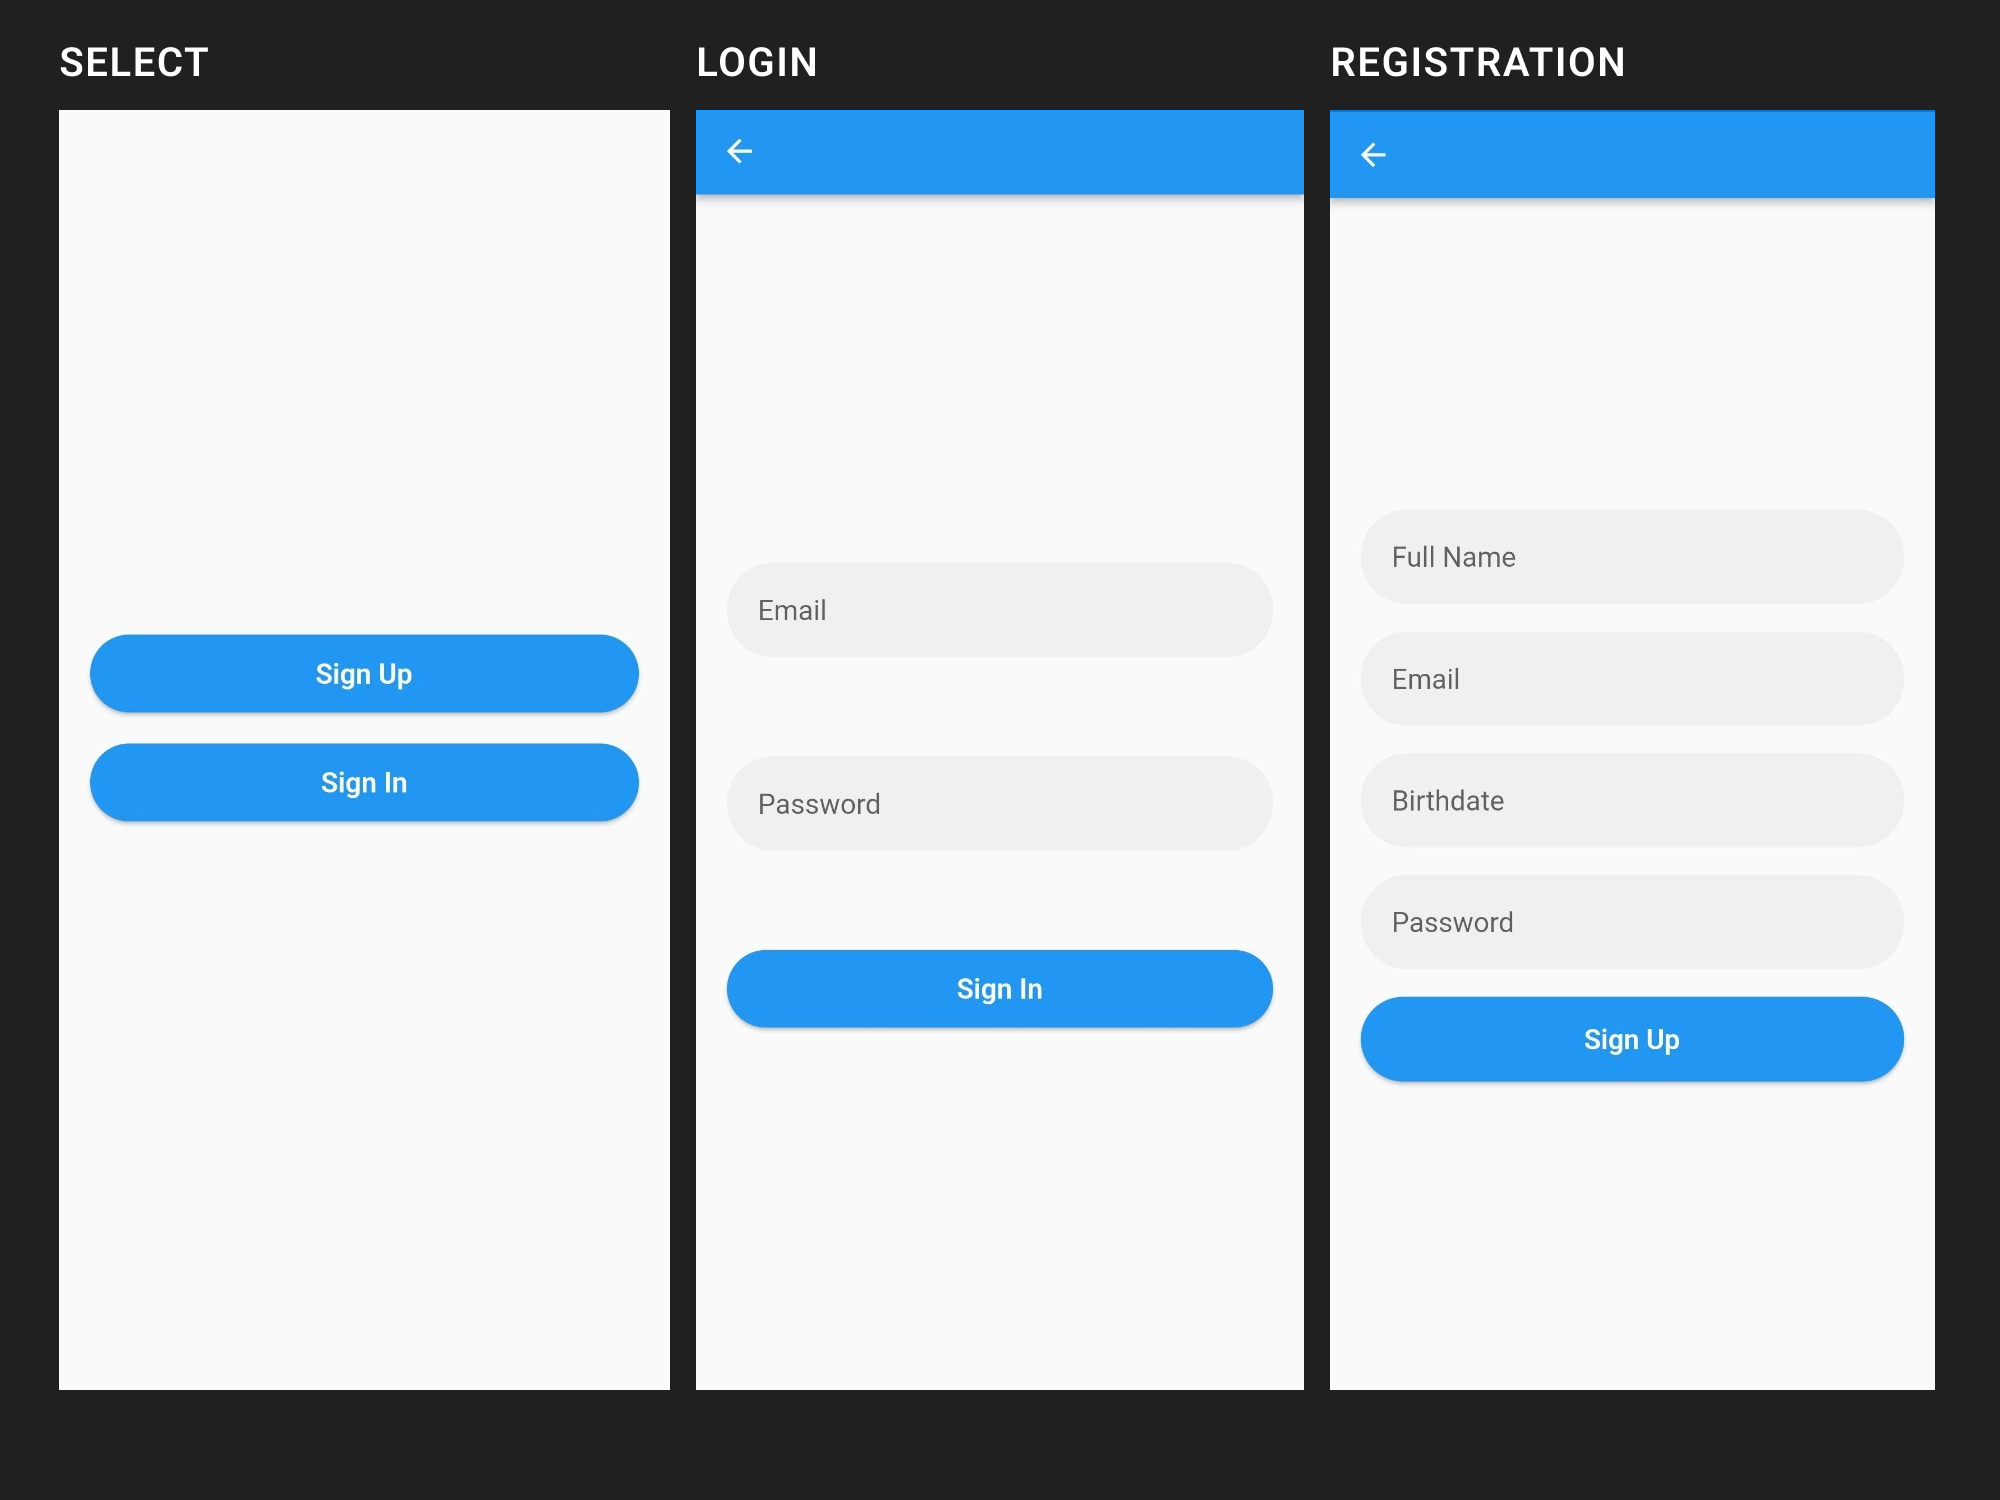 SELECT
Sign Up
Sign In
LOGIN
Email
Password
Sign In
REGISTRATION
Full Name
Email
Birthdate
Password
Sign Up